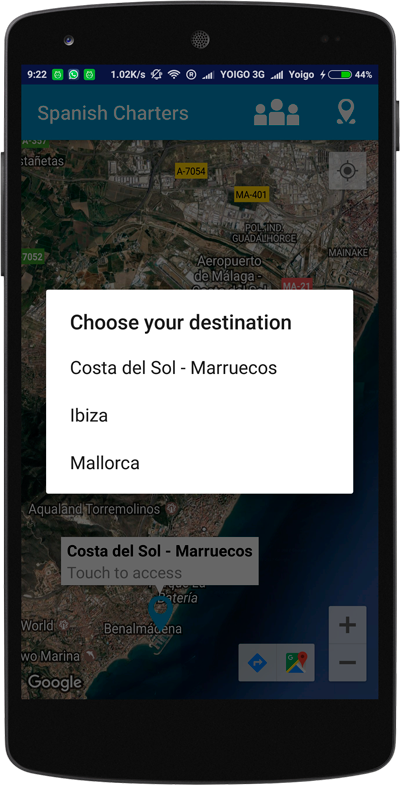 9:22 1.02K/s R YOIGO 3G Yoigo 44%
Spanish Charters
A-357
stañetas
A-7054
MA-401
POL.IND.
GUADALHORCE
Aeropuerto
de Málaga -
MAINAKE
7052
MA-21
Choose your destination
Costa del Sol - Marruecos
Ibiza
Mallorca
Aqualand Torremolinos
Costa del Sol - Marruecos
Touch to access
Batería
World
Benalmádena
wo Marina
+
−
Google